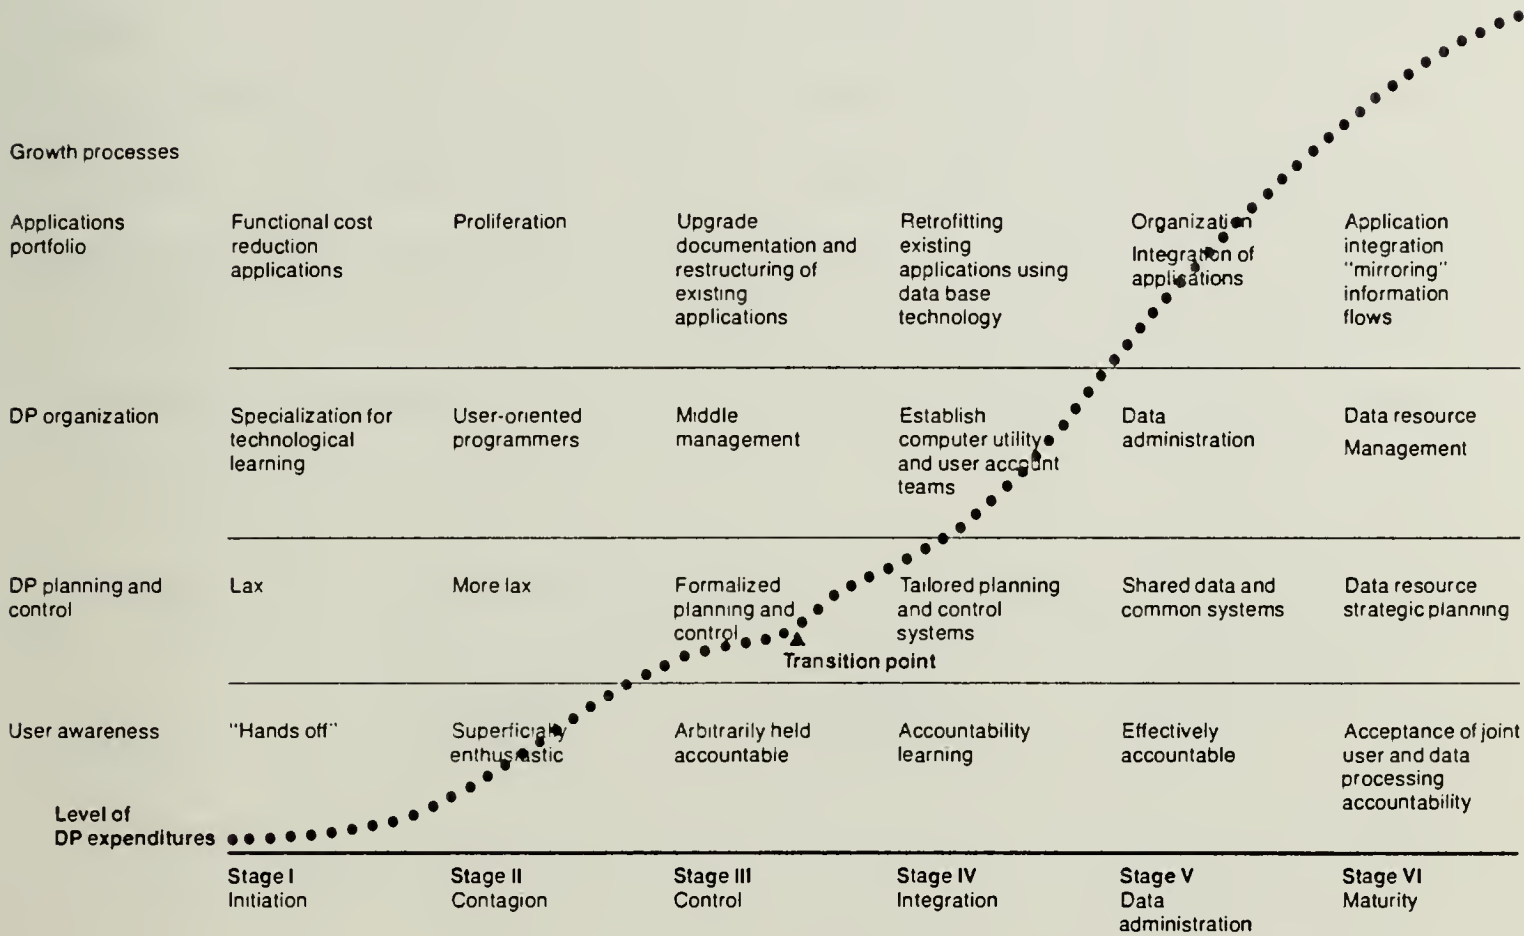 Growth processes
Applications
portfolio
Functional cost
reduction
applications
Proliferation
Upgrade
documentation and
restructuring of
existing
applications
Retrofitting
existing
applications using
data base
technology
Organization
Integration of
applications
Application
integration
"mirroring"
information
flows
DP organization
Specialization for
technological
learning
User-oriented
programmers
Middle
management
Establish
computer utility
and user account
teams
Data
administration
Data resource
Management
DP planning and
control
Lax
More lax
Formalized
planning and
control
Tailored planning
and control
systems
Shared data and
common systems
Data resource
strategic planning
Transition point
User awareness
"Hands off"
Superficially
enthusiastic
Arbitrarily held
accountable
Accountability
learning
Effectively
accountable
Acceptance of joint
user and data
processing
accountability
Level of
DP expenditures
Stage I
Initiation
Stage II
Contagion
Stage III
Control
Stage IV
Integration
Stage V
Data
administration
Stage VI
Maturity